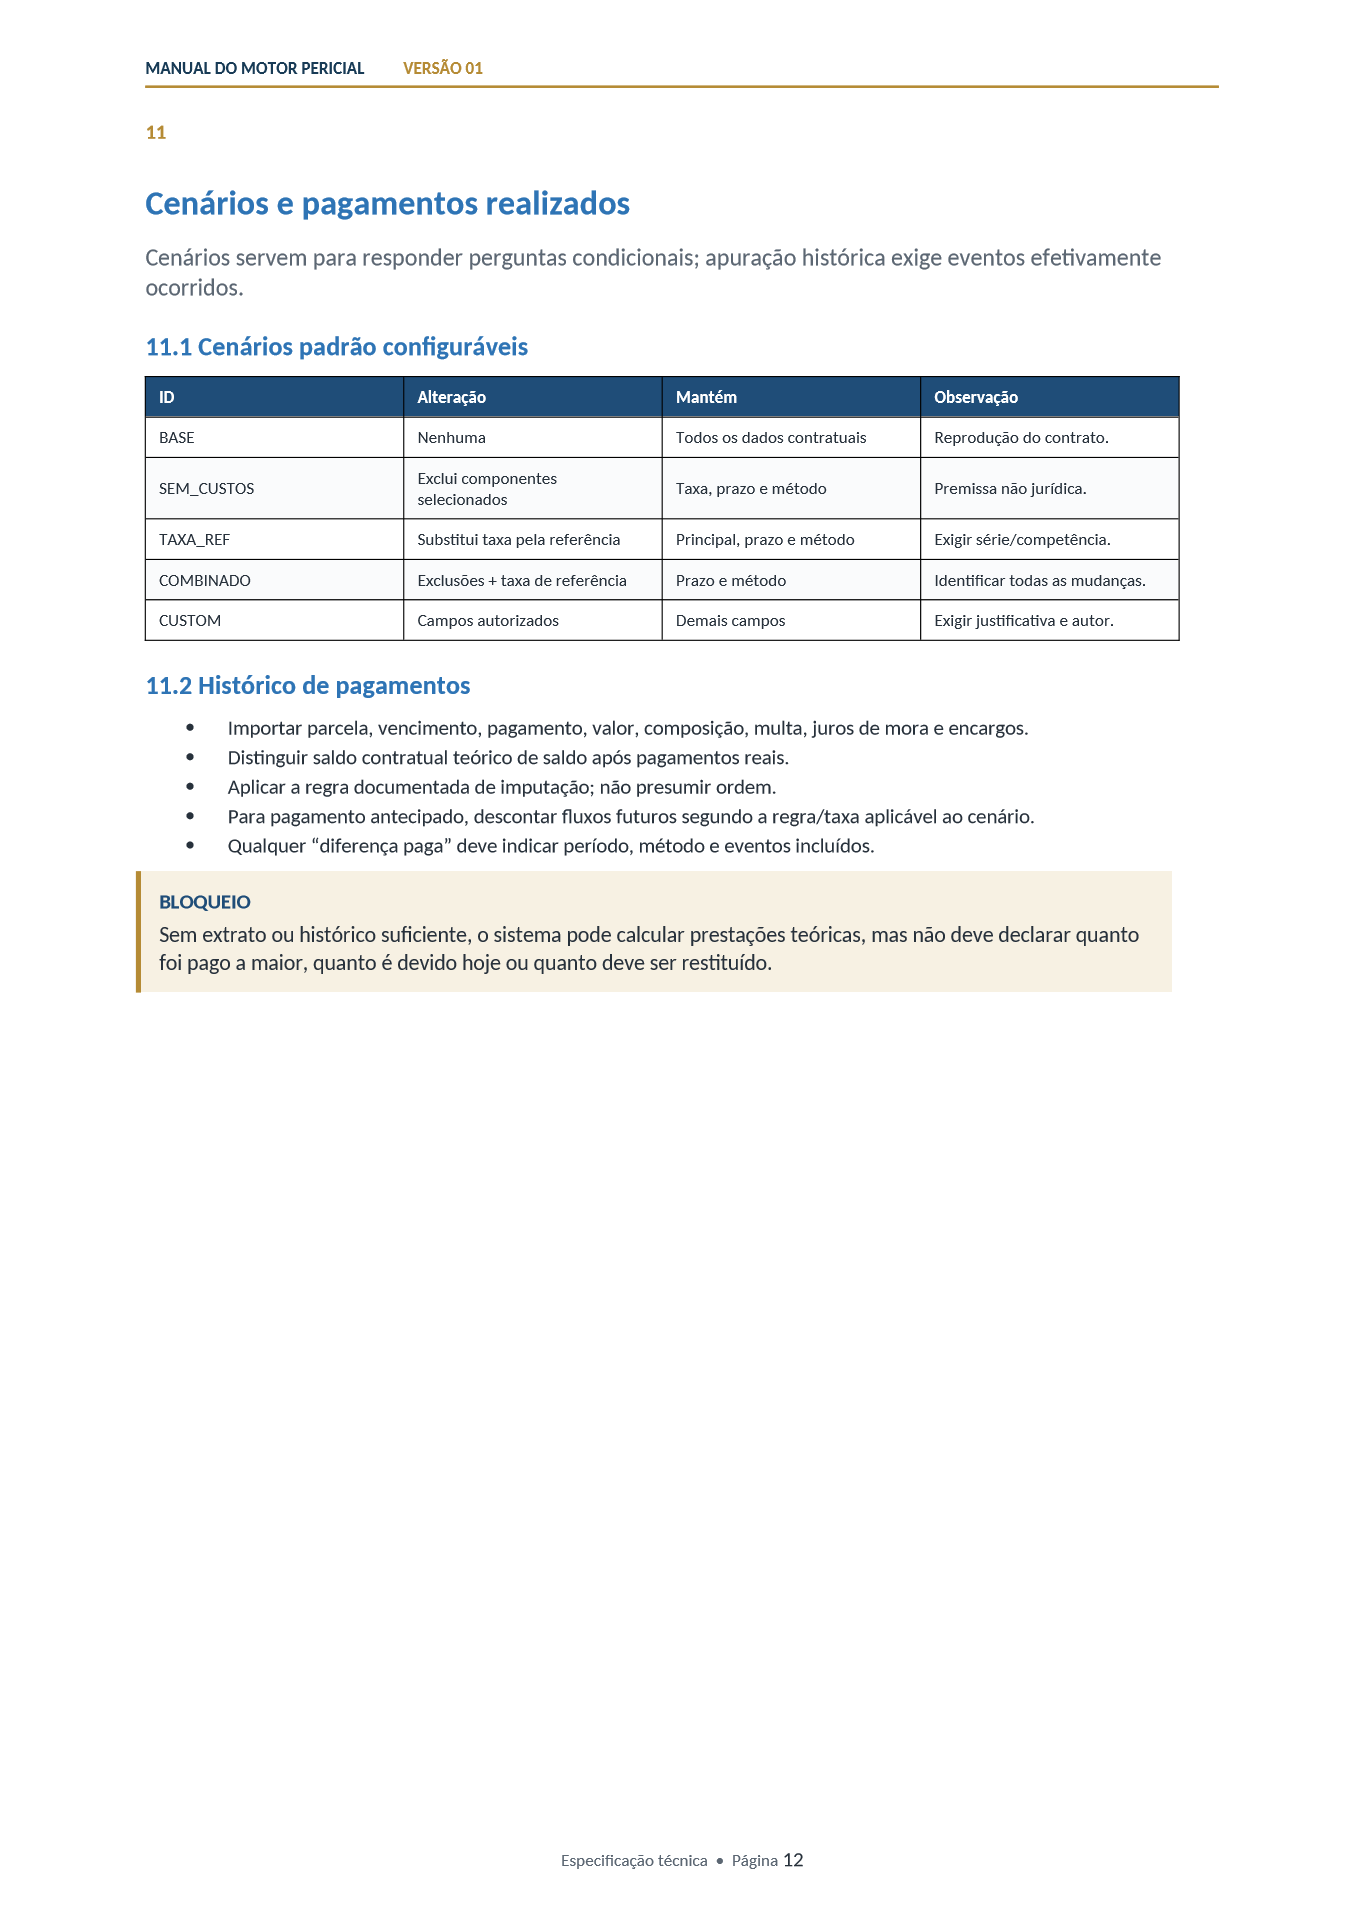 MANUAL DO MOTOR PERICIAL VERSÃO 01
11
Cenários e pagamentos realizados
Cenários servem para responder perguntas condicionais; apuração histórica exige eventos efetivamente
ocorridos.
11.1 Cenários padrão configuráveis
ID Alteração Mantém Observação
BASE Nenhuma Todos os dados contratuais Reprodução do contrato.
SEM_CUSTOS Exclui componentes
selecionados Taxa, prazo e método Premissa não jurídica.
TAXA_REF Substitui taxa pela referência Principal, prazo e método Exigir série/competência.
COMBINADO Exclusões + taxa de referência Prazo e método Identificar todas as mudanças.
CUSTOM Campos autorizados Demais campos Exigir justificativa e autor.
11.2 Histórico de pagamentos
• Importar parcela, vencimento, pagamento, valor, composição, multa, juros de mora e encargos.
• Distinguir saldo contratual teórico de saldo após pagamentos reais.
• Aplicar a regra documentada de imputação; não presumir ordem.
• Para pagamento antecipado, descontar fluxos futuros segundo a regra/taxa aplicável ao cenário.
• Qualquer “diferença paga” deve indicar período, método e eventos incluídos.
BLOQUEIO
Sem extrato ou histórico suficiente, o sistema pode calcular prestações teóricas, mas não deve declarar quanto
foi pago a maior, quanto é devido hoje ou quanto deve ser restituído.
Especificação técnica • Página 12